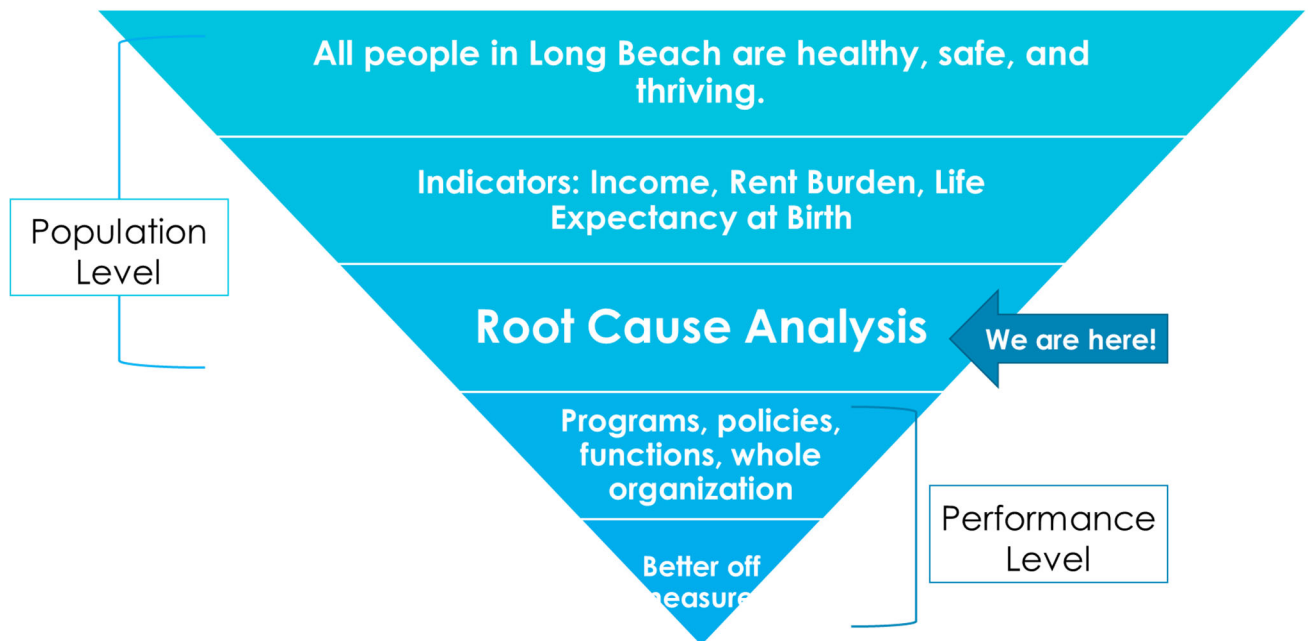 All people in Long Beach are healthy, safe, and
thriving.
Indicators: Income, Rent Burden, Life
Expectancy at Birth
Population
Level
Root Cause Analysis
We are here!
Programs, policies,
functions, whole
organization
Performance
Level
Better off
measure